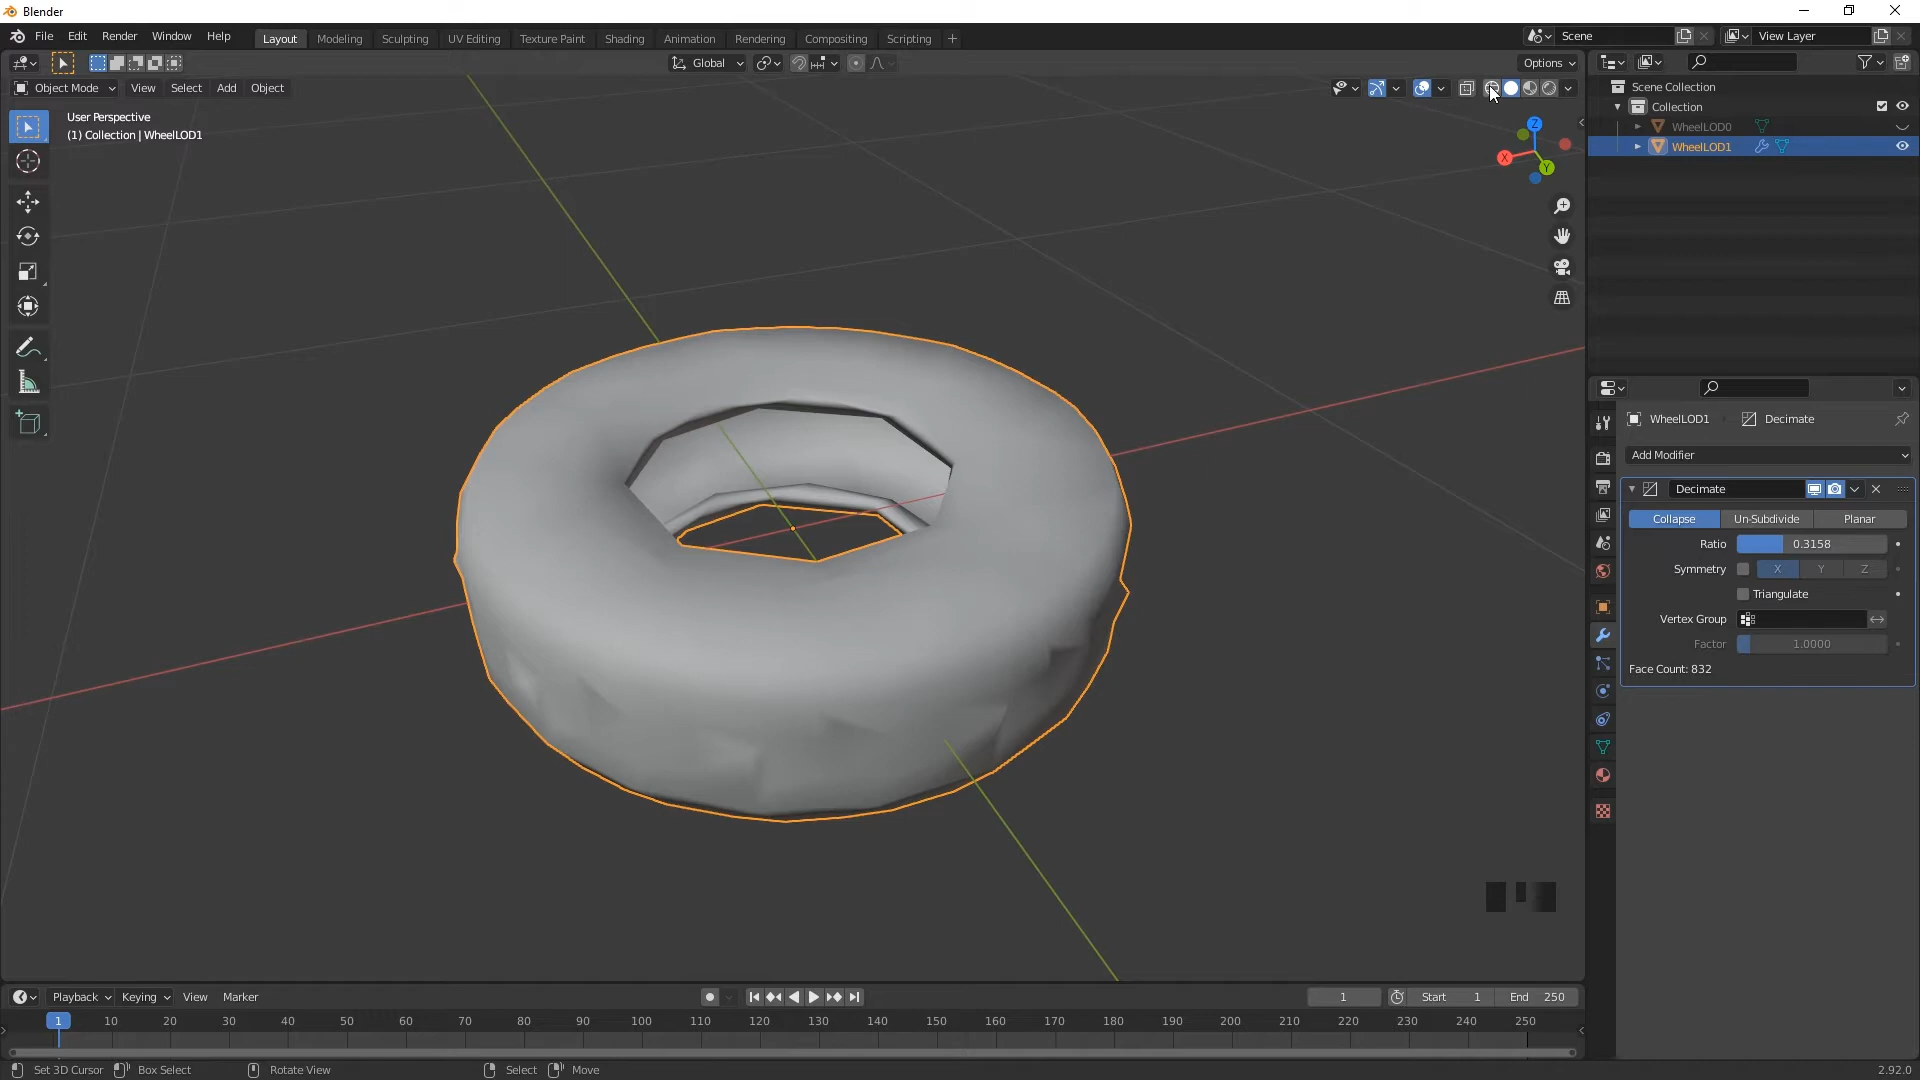 Blender
File Edit Render Window Help
Layout Modeling Sculpting UV Editing Texture Paint Shading Animation Rendering Compositing Scripting
Scene
View Layer
Global
Options
Object Mode View Select Add Object
User Perspective
(1) Collection | WheelLOD1
Z
X
Y
Scene Collection
Collection
WheelLOD0
WheelLOD1
WheelLOD1 Decimate
Add Modifier
Decimate
Collapse Un-Subdivide Planar
Ratio 0.3158
Symmetry X Y Z
Triangulate
Vertex Group
Factor 1.0000
Face Count: 832
Playback Keying View Marker
1 Start 1 End 250
1 10 20 30 40 50 60 70 80 90 100 110 120 130 140 150 160 170 180 190 200 210 220 230 240 250
Set 3D Cursor Box Select Rotate View Select Move
2.92.0